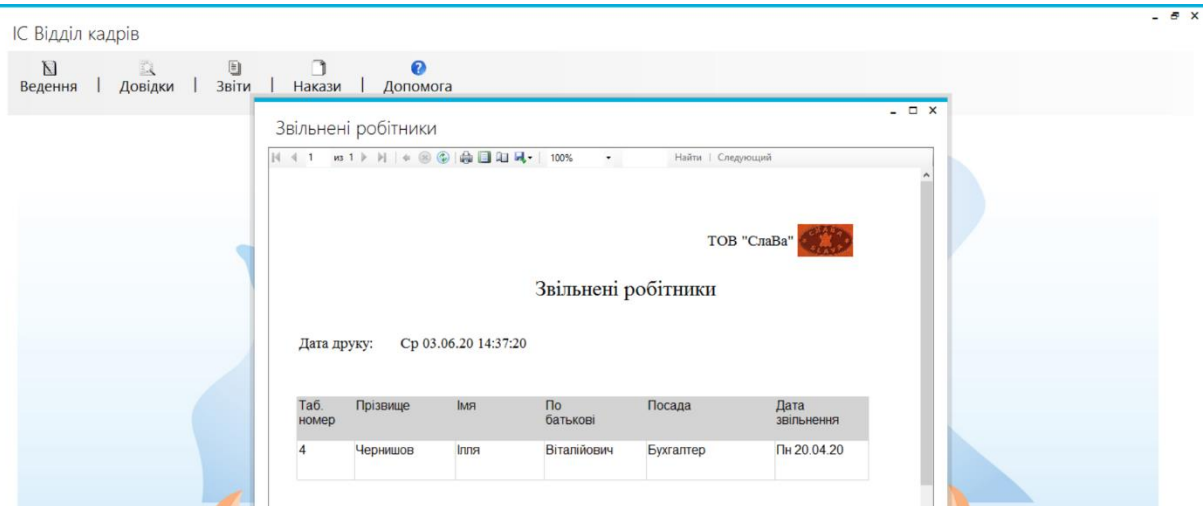 ІС Відділ кадрів
Ведення | Довідки | Звіти | Накази | Допомога
Звільнені робітники
1 из 1 100% Найти | Следующий
ТОВ "СлаВа"
Звільнені робітники
Дата друку: Ср 03.06.20 14:37:20
Таб. номер Прізвище Імя По батькові Посада Дата звільнення
4 Чернишов Ілля Віталійович Бухгалтер Пн 20.04.20